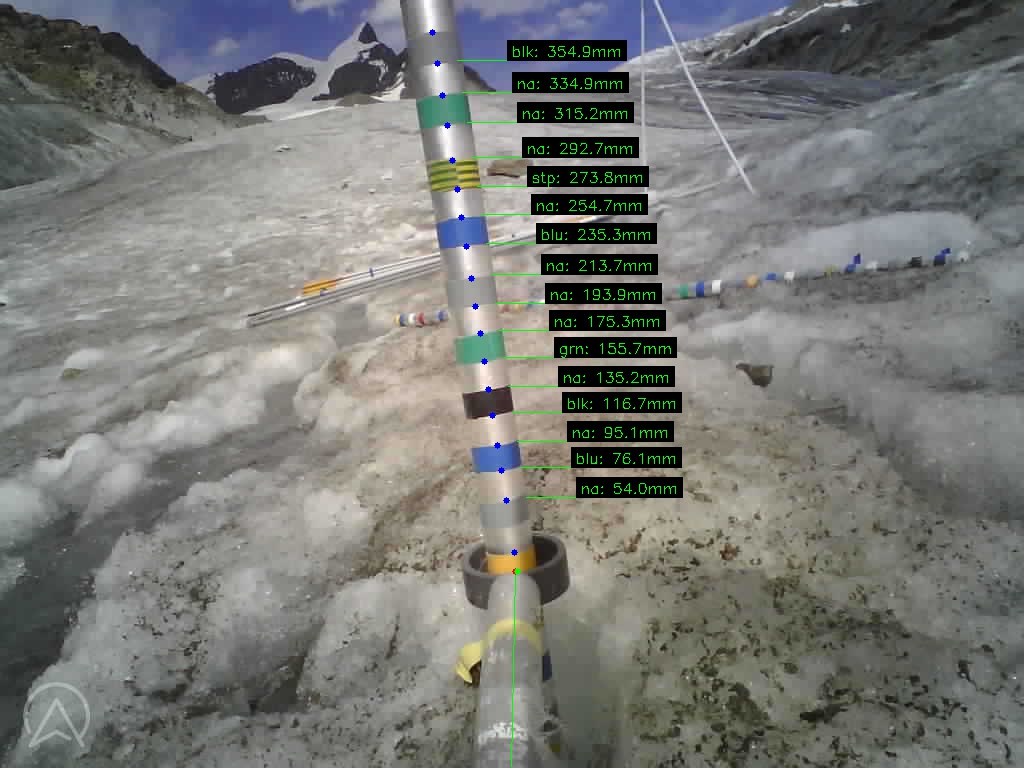 blk: 354.9mm
na: 334.9mm
na: 315.2mm
na: 292.7mm
stp: 273.8mm
na: 254.7mm
blu: 235.3mm
na: 213.7mm
na: 193.9mm
na: 175.3mm
grn: 155.7mm
na: 135.2mm
blk: 116.7mm
na: 95.1mm
blu: 76.1mm
na: 54.0mm